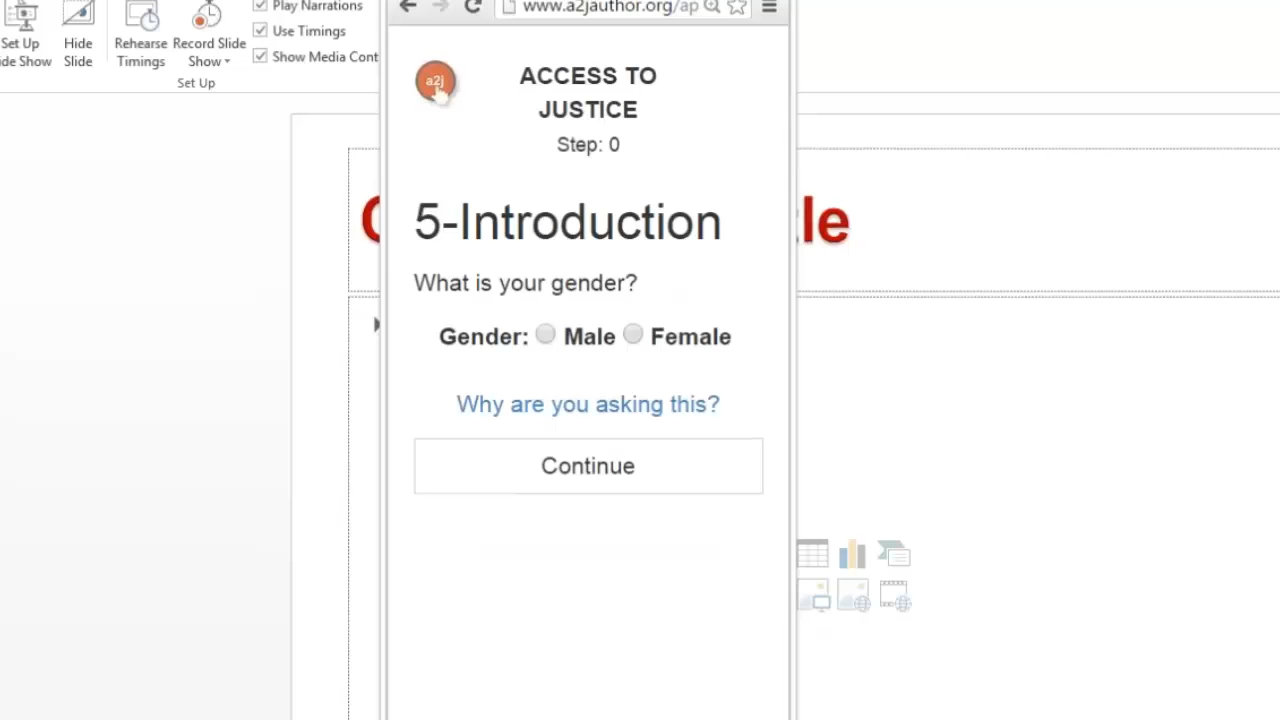 Set Up
de Show
Hide
Slide
Rehearse
Timings
Record Slide
Show
Play Narrations
Use Timings
Show Media Cont
Set Up
www.a2jauthor.org/ap
a2j
ACCESS TO
JUSTICE
Step: 0
5-Introduction
What is your gender?
Gender: Male Female
Why are you asking this?
Continue
C
tle